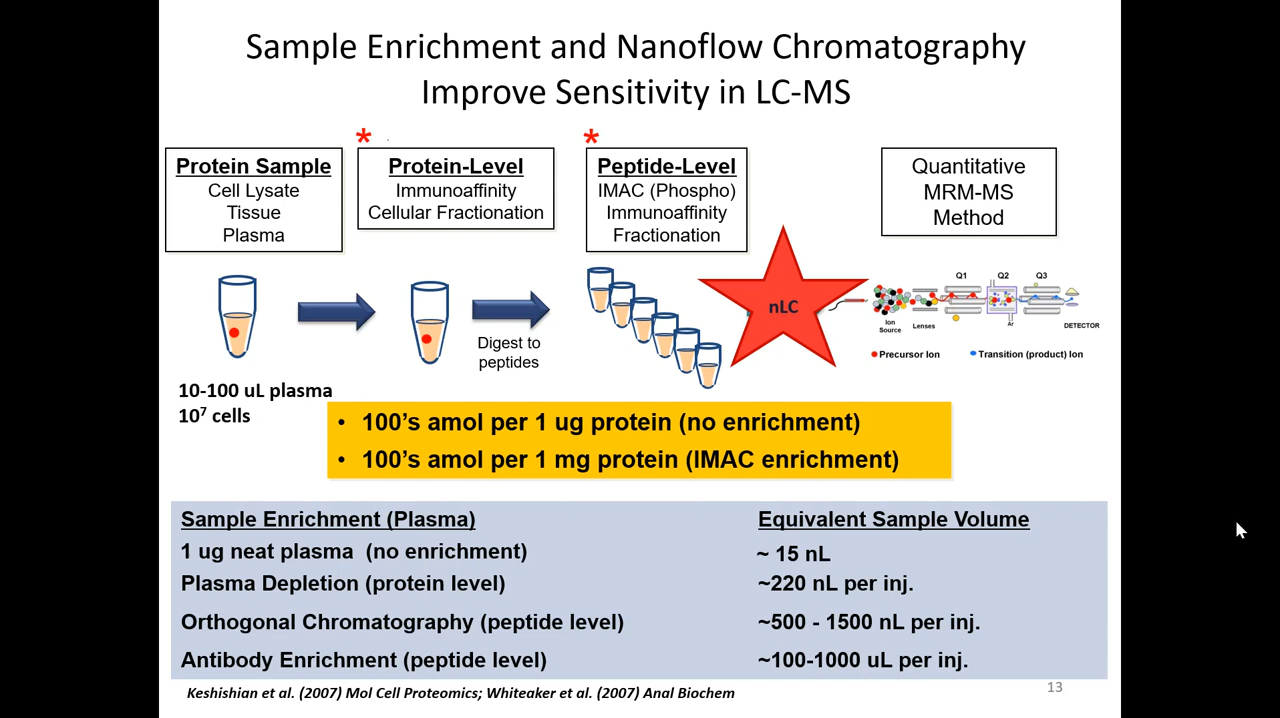 Sample Enrichment and Nanoflow Chromatography
Improve Sensitivity in LC-MS
*
*
Protein Sample
Cell Lysate
Tissue
Plasma
Protein-Level
Immunoaffinity
Cellular Fractionation
Peptide-Level
IMAC (Phospho)
Immunoaffinity
Fractionation
Quantitative
MRM-MS
Method
Digest to
peptides
nLC
Q1
Q2
Q3
Ion
Source
Lenses
Ar
DETECTOR
Precursor Ion
Transition (product) Ion
10-100 uL plasma
10⁷ cells
• 100's amol per 1 ug protein (no enrichment)
• 100's amol per 1 mg protein (IMAC enrichment)
Sample Enrichment (Plasma) Equivalent Sample Volume
1 ug neat plasma (no enrichment) ~ 15 nL
Plasma Depletion (protein level) ~220 nL per inj.
Orthogonal Chromatography (peptide level) ~500 - 1500 nL per inj.
Antibody Enrichment (peptide level) ~100-1000 uL per inj.
Keshishian et al. (2007) Mol Cell Proteomics; Whiteaker et al. (2007) Anal Biochem
13